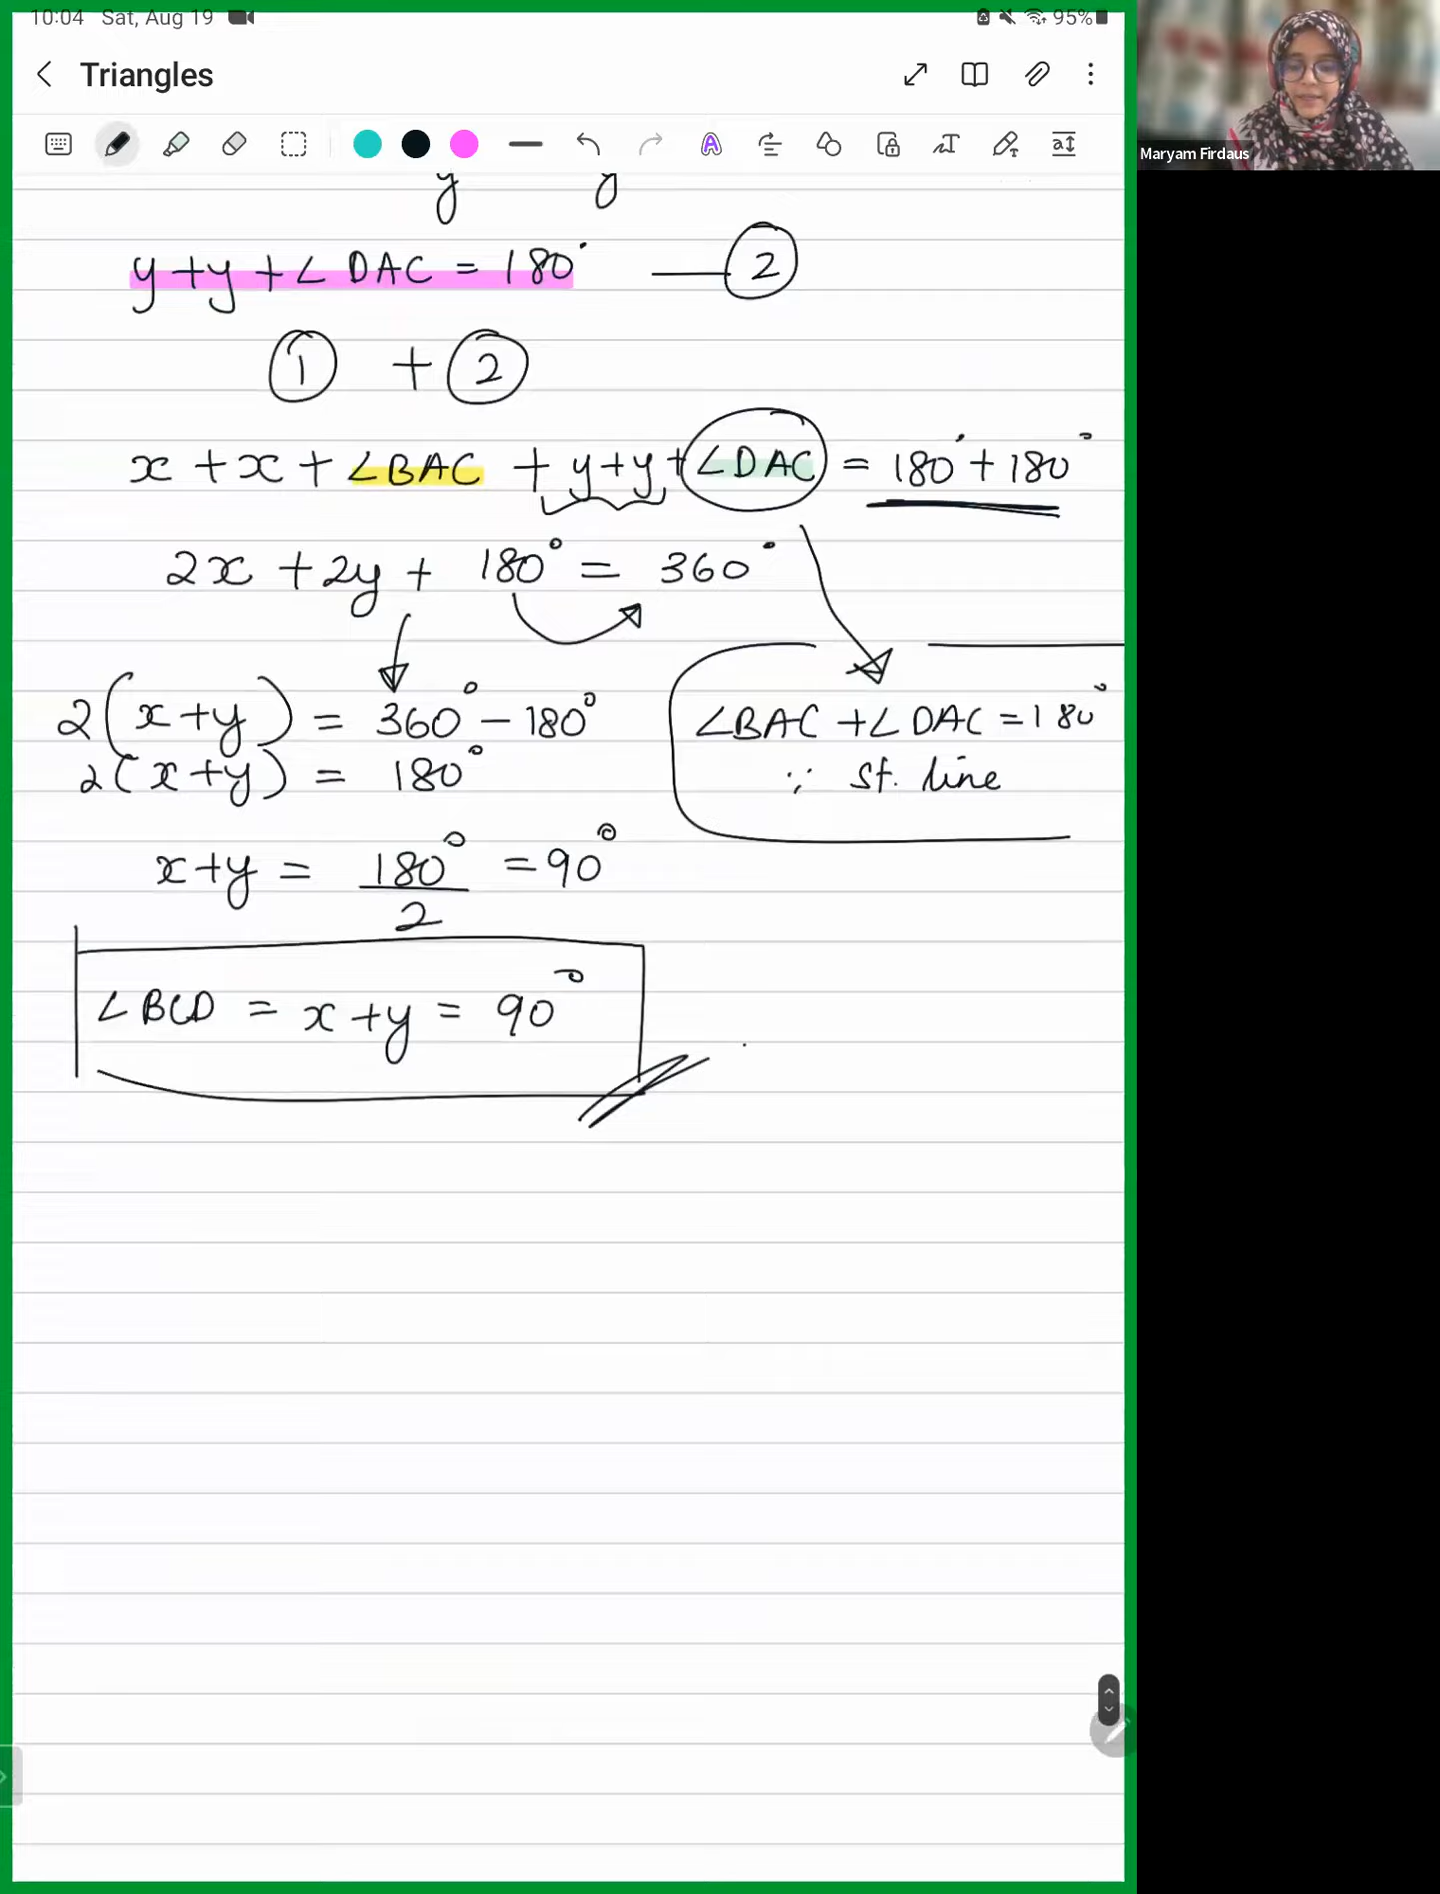 10:04 Sat, Aug 19
95%
Triangles
Maryam Firdaus
y y
y + y + ∠DAC = 180° — ②
① + ②
x + x + ∠BAC + y + y + ∠DAC = 180° + 180°
2x + 2y + 180° = 360°
2(x + y) = 360° − 180°
2(x + y) = 180°
∠BAC + ∠DAC = 180°
∵ st. line
x + y = 180°/2 = 90°
∠BCD = x + y = 90°